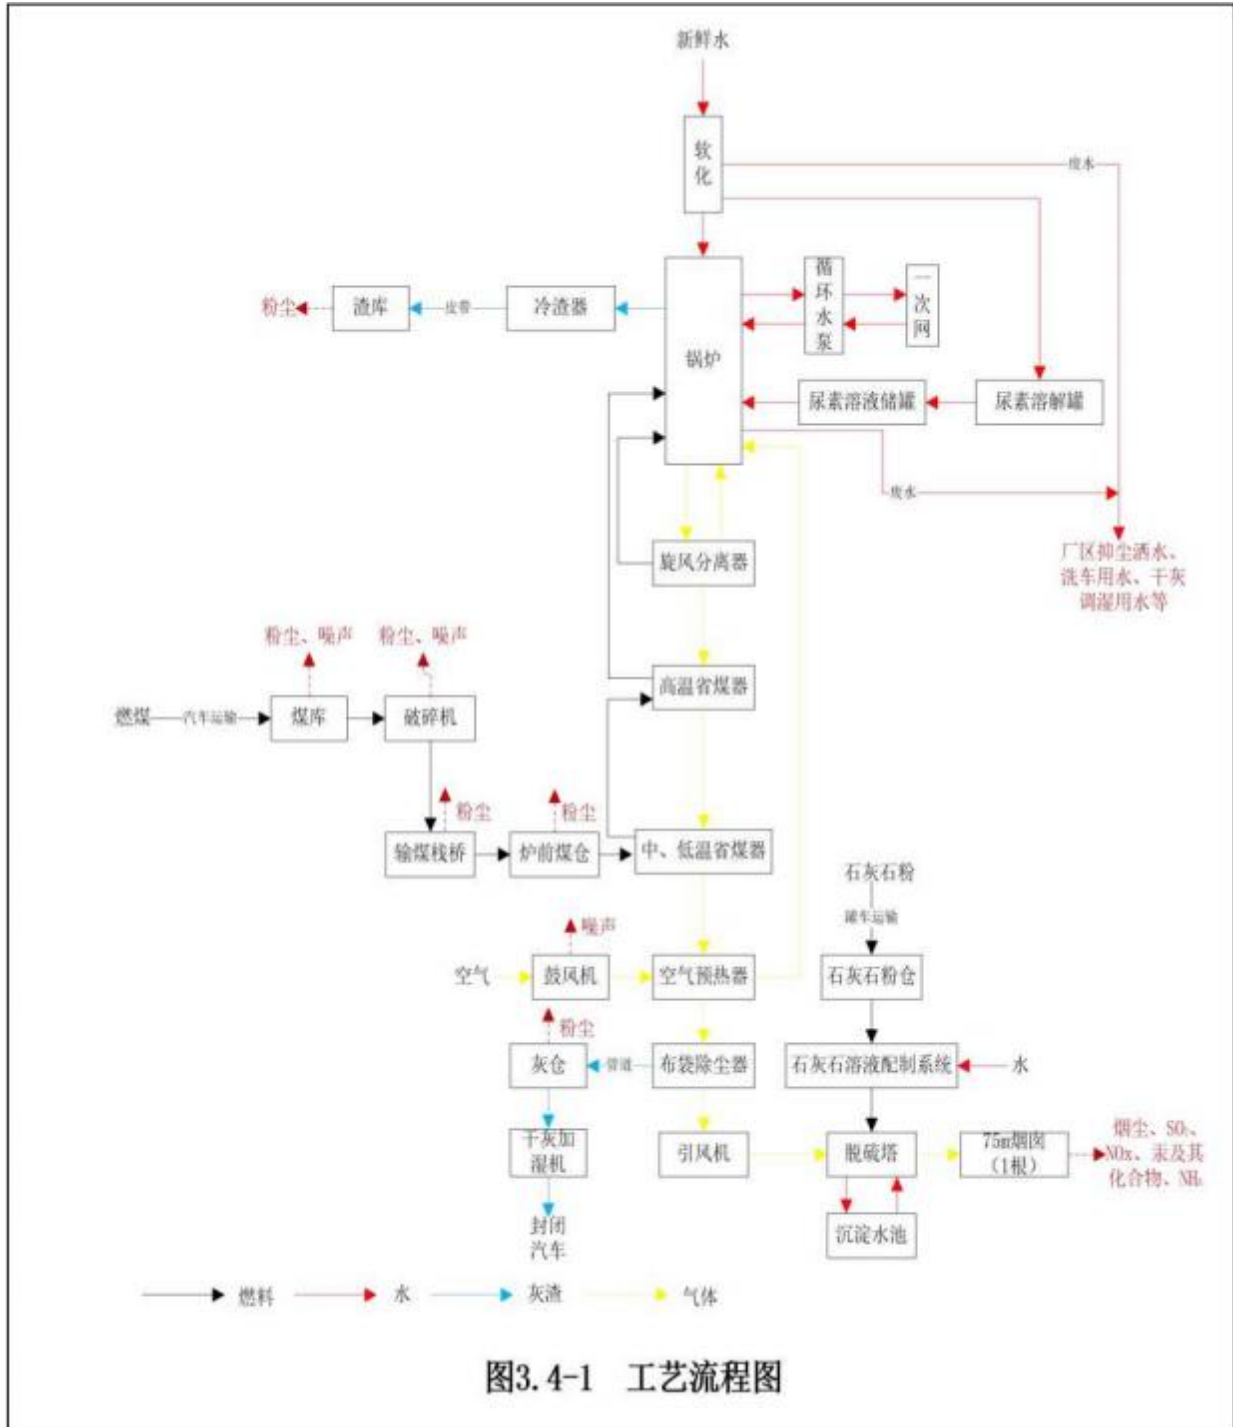 新鲜水
软
化
废水
循
环
水
泵
一
次
网
粉尘
渣库
皮带
冷渣器
锅炉
尿素溶液储罐
尿素溶解罐
废水
旋风分离器
厂区抑尘洒水、
洗车用水、干灰
调湿用水等
粉尘、噪声
粉尘、噪声
高温省煤器
燃煤
汽车运输
煤库
破碎机
粉尘
粉尘
输煤栈桥
炉前煤仓
中、低温省煤器
石灰石粉
罐车运输
噪声
空气
鼓风机
空气预热器
石灰石粉仓
粉尘
灰仓
管道
布袋除尘器
石灰石溶液配制系统
水
干灰加
湿机
引风机
脱硫塔
75m烟囱
（1根）
烟尘、SO₂、
NOx、汞及其
化合物、NH₃
封闭
汽车
沉淀水池
燃料
水
灰渣
气体
图3.4-1 工艺流程图